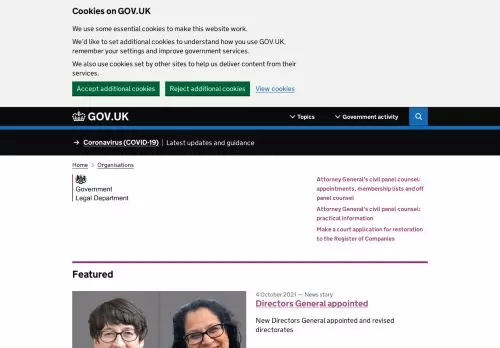 Cookies on GOV.UK
We use some essential cookies to make this website work.
We'd like to set additional cookies to understand how you use GOV.UK,
remember your settings and improve government services.
We also use cookies set by other sites to help us deliver content from their
services.
Accept additional cookies Reject additional cookies View cookies
GOV.UK Topics Government activity
Coronavirus (COVID-19) Latest updates and guidance
Home Organisations
Government
Legal Department
Attorney General's civil panel counsel:
appointments, membership lists and off
panel counsel
Attorney General's civil panel counsel:
practical information
Make a court application for restoration
to the Register of Companies
Featured
4 October 2021 — News story
Directors General appointed
New Directors General appointed and revised
directorates